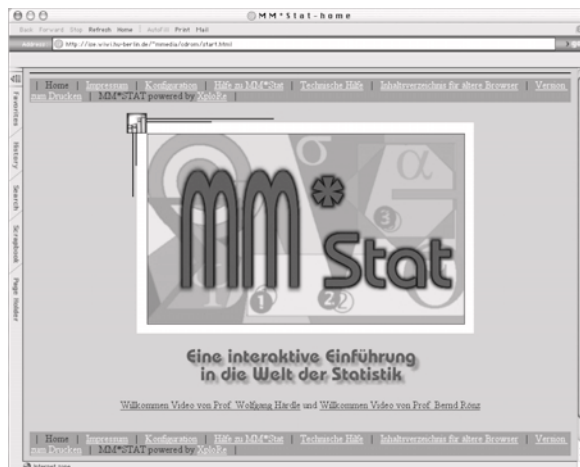 MM*Stat-home
Back Forward Stop Refresh Home | AutoFill Print Mail
Address http://ise.wiwi.hu-berlin.de/~mmedia/cdrom/start.html
Favorites
History
Search
Scrapbook
Page Holder
| Home | Impressum | Konfiguration | Hilfe zu MM*Stat | Technische Hilfe | Inhaltsverzeichnis für ältere Browser | Version
zum Drucken | MM*STAT powered by XploRe |
σ
α
MM*
Stat
3
1
2
2
Eine interaktive Einführung
in die Welt der Statistik
Willkommen Video von Prof. Wolfgang Härdle und Willkommen Video von Prof. Bernd Rönz
| Home | Impressum | Konfiguration | Hilfe zu MM*Stat | Technische Hilfe | Inhaltsverzeichnis für ältere Browser | Version
zum Drucken | MM*STAT powered by XploRe |
Internet zone